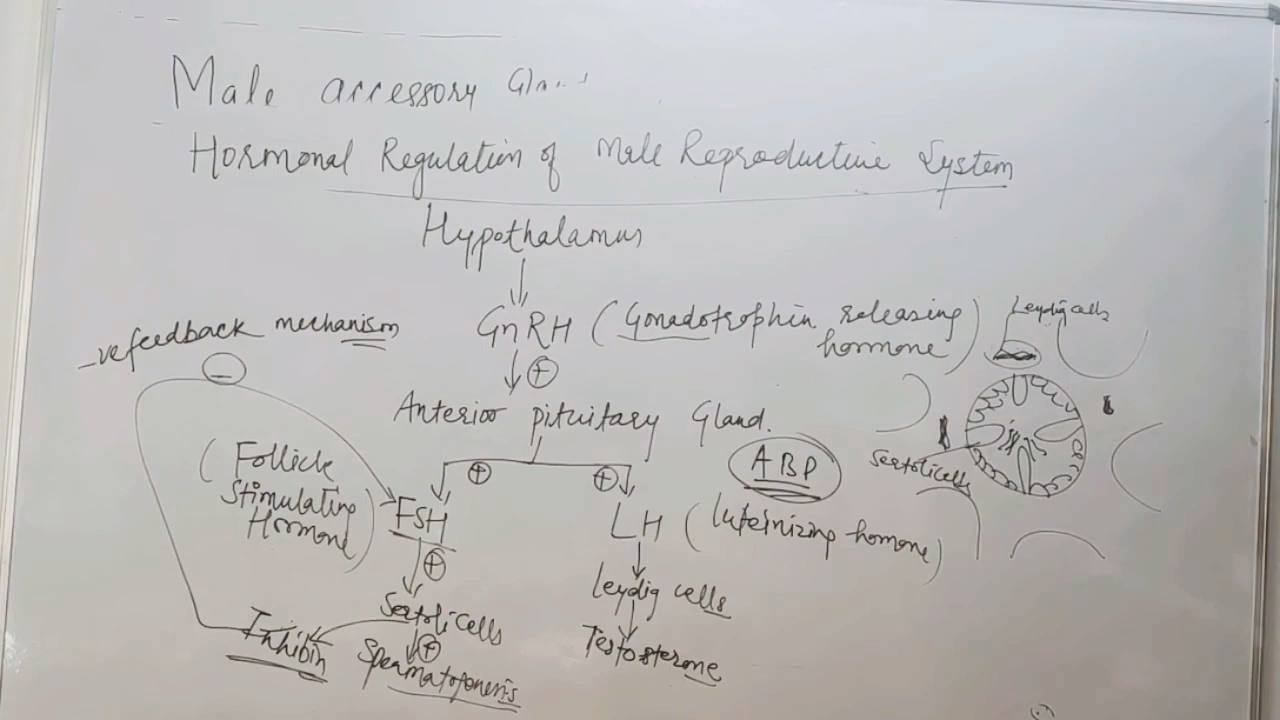 Male accessory
Hormonal Regulation of Male Reproductive System
Hypothalamus
GnRH (Gonadotrophin releasing hormone)
⊕
-ve feedback mechanism
⊖
Anterior pituitary Gland.
⊕ ⊕
(Follicle
Stimulating
Hormone)
FSH
LH (luteinizing hormone)
ABP
⊕
Sertoli cells
Leydig cells
Inhibin
⊕
Spermatogenesis
Testosterone
Leydig cells
Sertoli cells